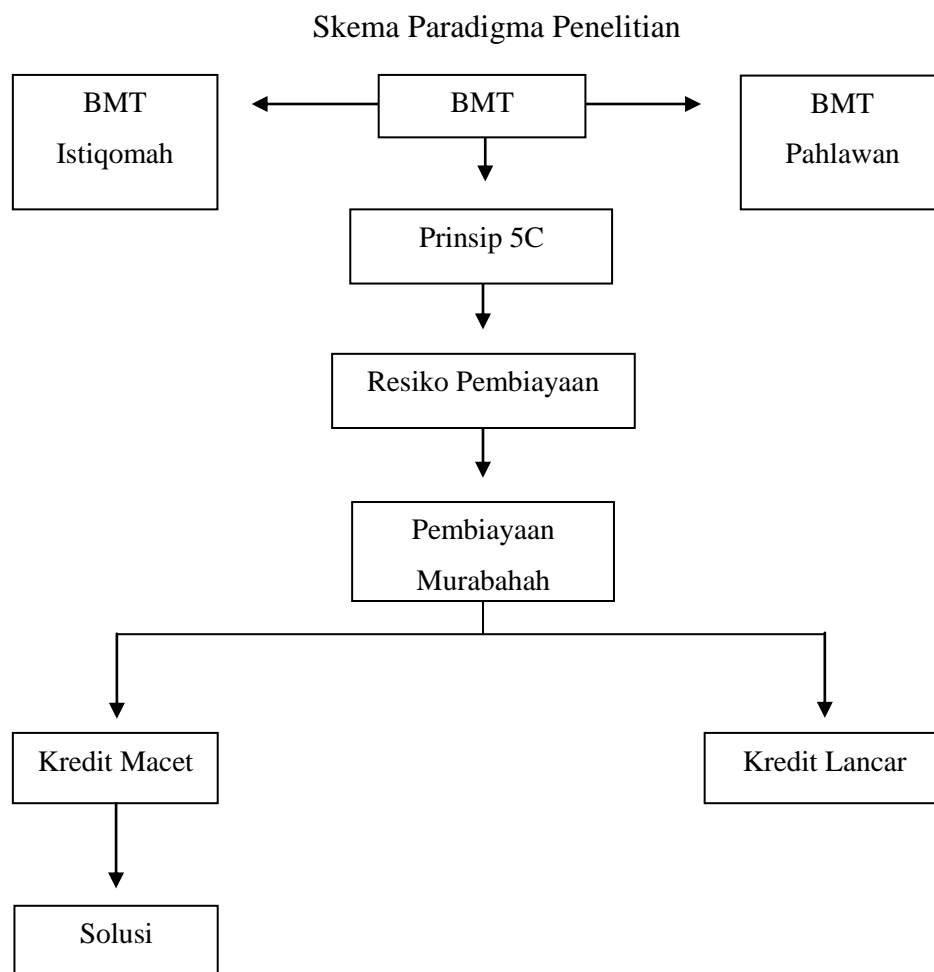 Skema Paradigma Penelitian
BMT
Istiqomah
BMT
BMT
Pahlawan
Prinsip 5C
Resiko Pembiayaan
Pembiayaan
Murabahah
Kredit Macet
Kredit Lancar
Solusi